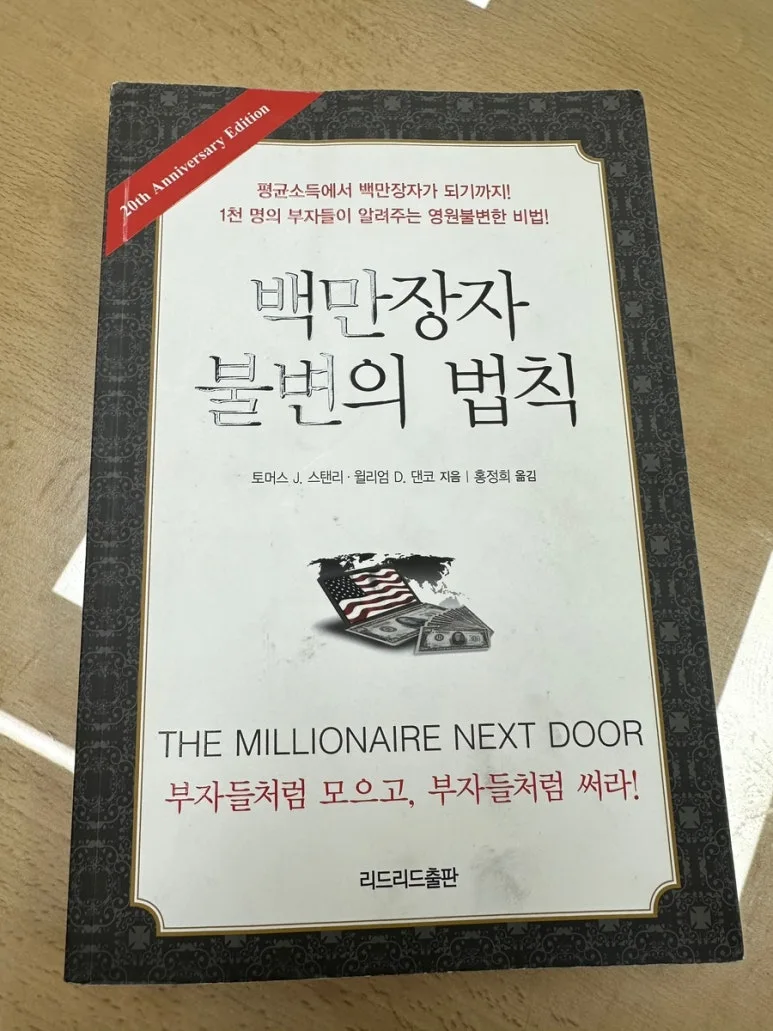 20th Anniversary Edition
평균소득에서 백만장자가 되기까지!
1천 명의 부자들이 알려주는 영원불변한 비법!
백만장자
불변의 법칙
토머스 J. 스탠리 · 윌리엄 D. 댄코 지음 | 홍정희 옮김
THE MILLIONAIRE NEXT DOOR
부자들처럼 모으고, 부자들처럼 써라!
리드리드출판